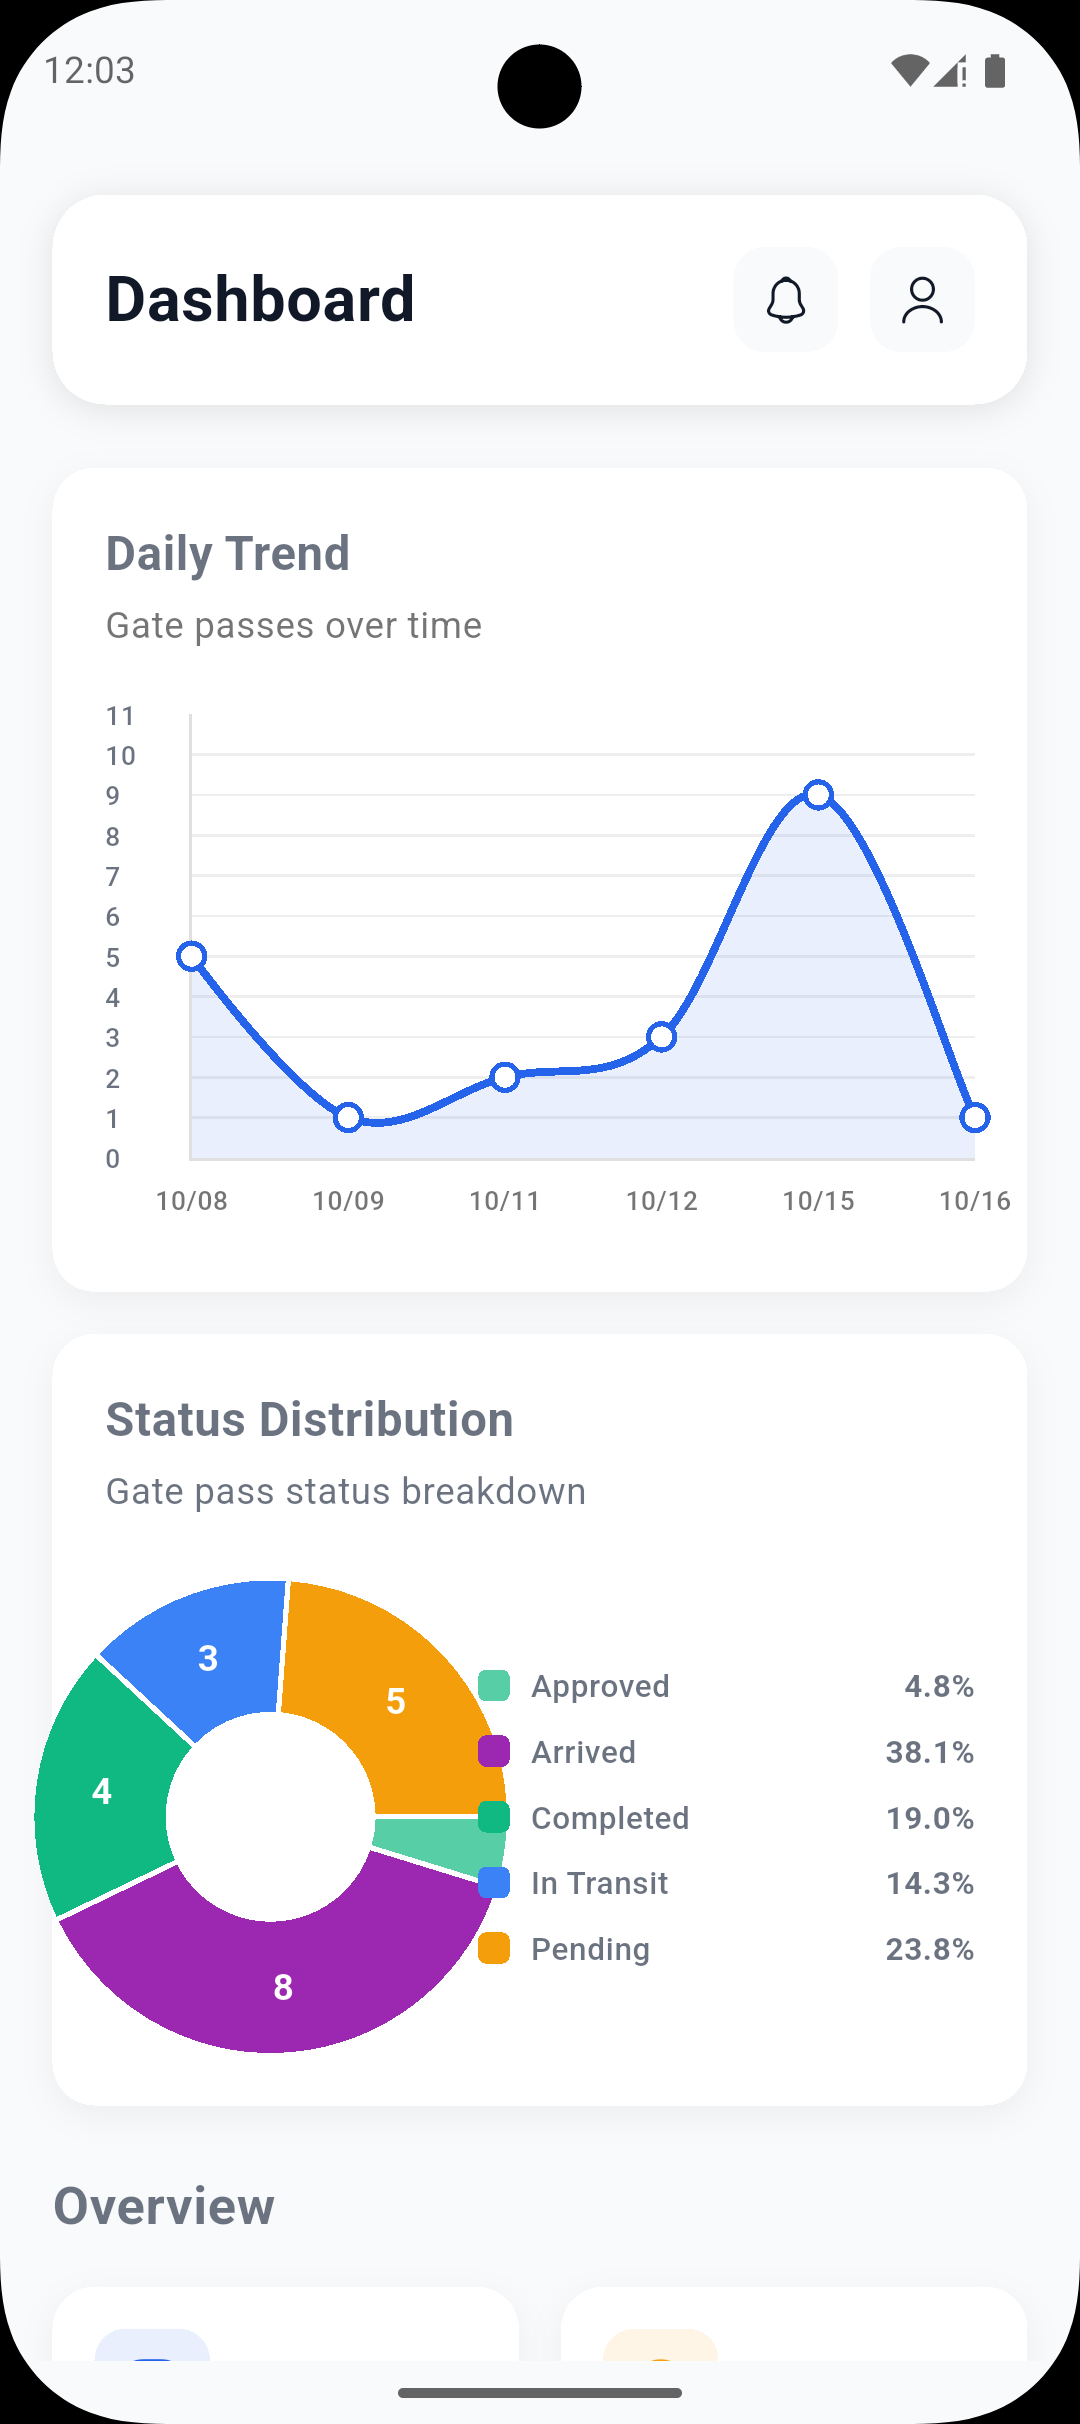 12:03
Dashboard
Daily Trend
Gate passes over time
11
10
9
8
7
6
5
4
3
2
1
0
10/08 10/09 10/11 10/12 10/15 10/16
Status Distribution
Gate pass status breakdown
3
5
4
8
Approved 4.8%
Arrived 38.1%
Completed 19.0%
In Transit 14.3%
Pending 23.8%
Overview